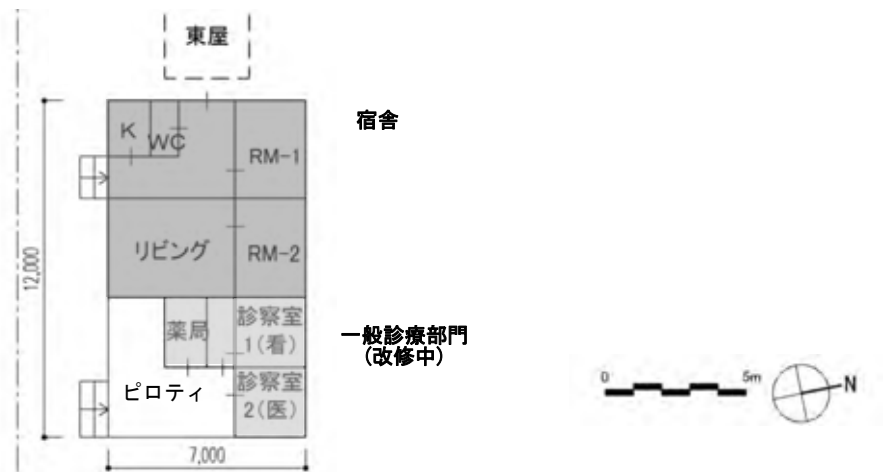 東屋
宿舎
K
WC
RM-1
リビング
RM-2
12,000
薬局
診察室
1(看)
一般診療部門
(改修中)
ピロティ
診察室
2(医)
0
5m
N
7,000